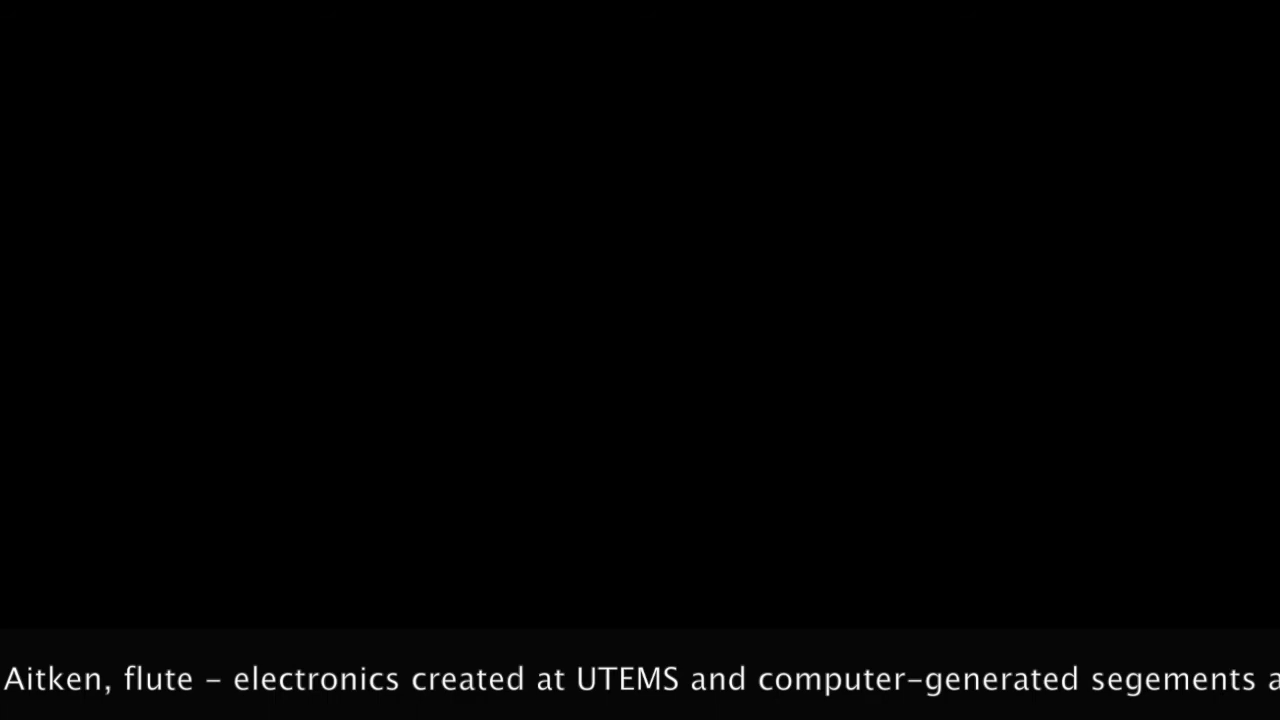 Aitken, flute – electronics created at UTEMS and computer–generated segements a